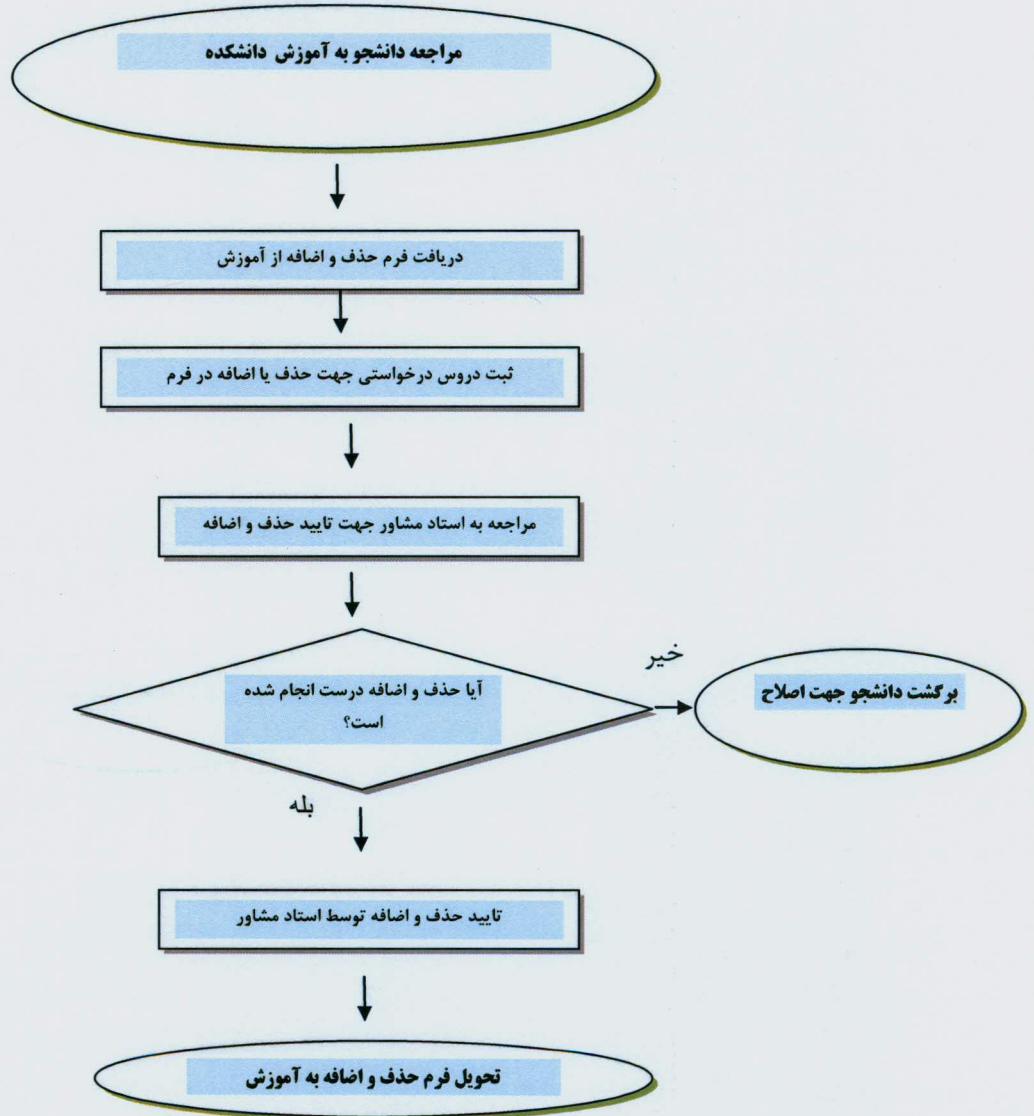 مراجعه دانشجو به آموزش دانشکده
دریافت فرم حذف و اضافه از آموزش
ثبت دروس درخواستی جهت حذف یا اضافه در فرم
مراجعه به استاد مشاور جهت تایید حذف و اضافه
آیا حذف و اضافه درست انجام شده
است؟
خیر
برگشت دانشجو جهت اصلاح
بله
تایید حذف و اضافه توسط استاد مشاور
تحویل فرم حذف و اضافه به آموزش